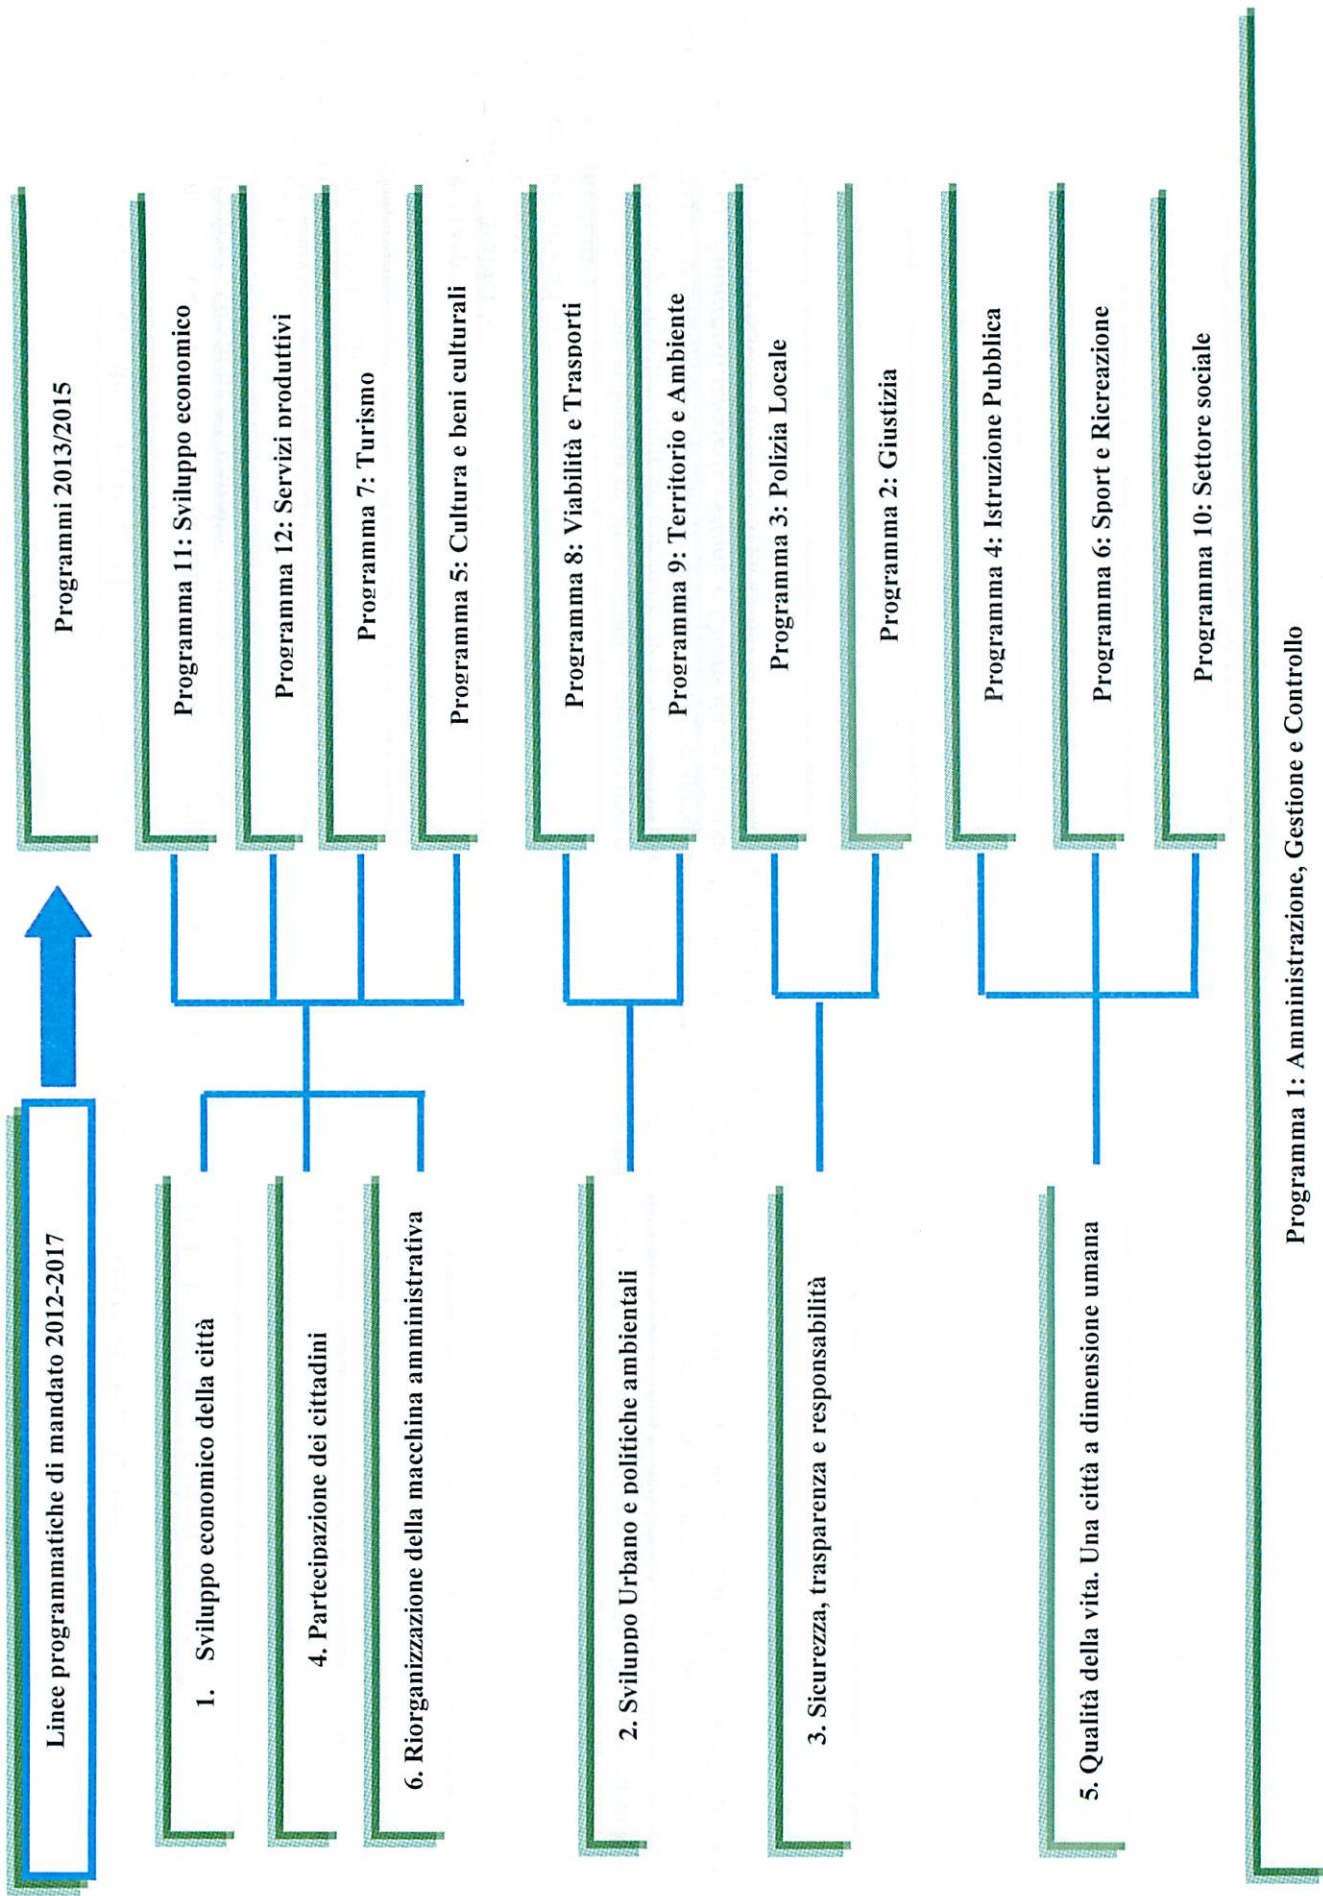 Linee programmatiche di mandato 2012-2017
Programmi 2013/2015
1. Sviluppo economico della città
4. Partecipazione dei cittadini
6. Riorganizzazione della macchina amministrativa
Programma 11: Sviluppo economico
Programma 12: Servizi produttivi
Programma 7: Turismo
Programma 5: Cultura e beni culturali
2. Sviluppo Urbano e politiche ambientali
Programma 8: Viabilità e Trasporti
Programma 9: Territorio e Ambiente
3. Sicurezza, trasparenza e responsabilità
Programma 3: Polizia Locale
Programma 2: Giustizia
5. Qualità della vita. Una città a dimensione umana
Programma 4: Istruzione Pubblica
Programma 6: Sport e Ricreazione
Programma 10: Settore sociale
Programma 1: Amministrazione, Gestione e Controllo